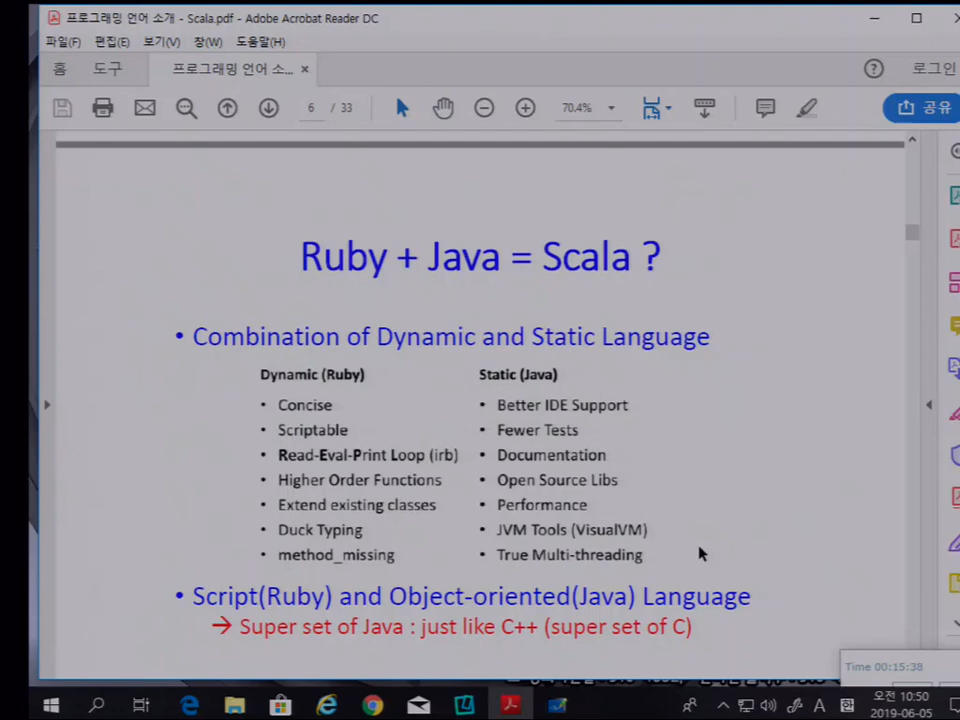 프로그래밍 언어 소개 - Scala.pdf - Adobe Acrobat Reader DC
파일(F) 편집(E) 보기(V) 창(W) 도움말(H)
홈 도구 프로그래밍 언어 소... × 로그인
6 / 33 70.4% 공유
Ruby + Java = Scala ?
• Combination of Dynamic and Static Language
Dynamic (Ruby) Static (Java)
• Concise • Better IDE Support
• Scriptable • Fewer Tests
• Read-Eval-Print Loop (irb) • Documentation
• Higher Order Functions • Open Source Libs
• Extend existing classes • Performance
• Duck Typing • JVM Tools (VisualVM)
• method_missing • True Multi-threading
• Script(Ruby) and Object-oriented(Java) Language
→ Super set of Java : just like C++ (super set of C)
Time 00:15:38
A 한 오전 10:50
2019-06-05